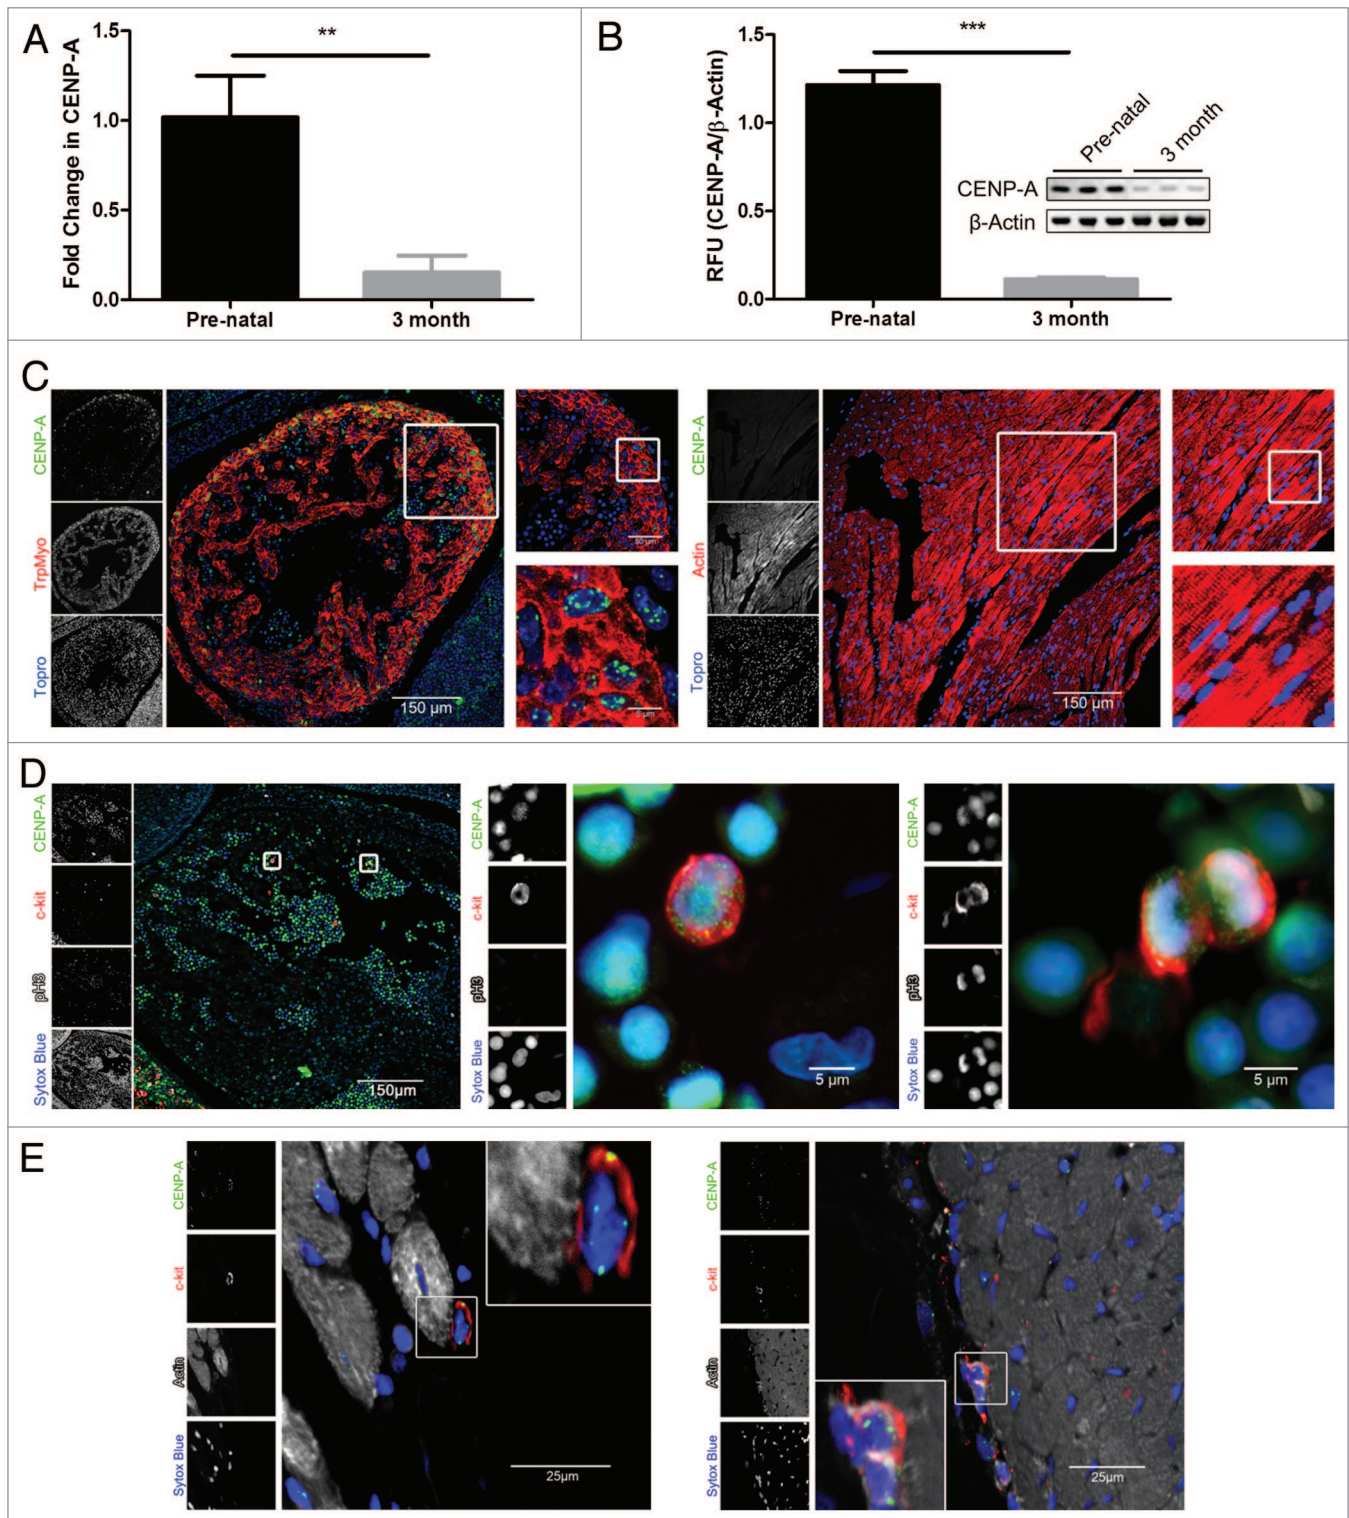 A
Fold Change in CENP-A
1.5
1.0
0.5
0.0
**
Pre-natal
3 month
B
RFU (CENP-A/β-Actin)
1.5
1.0
0.5
0.0
***
Pre-natal
3 month
Pre-natal
3 month
CENP-A
β-Actin
C
CENP-A
TrpMyo
Topro
150 µm
50 µm
5 µm
CENP-A
Actin
Topro
150 µm
D
CENP-A
c-kit
pH3
Sytox Blue
150µm
CENP-A
c-kit
pH3
Sytox Blue
5 µm
CENP-A
c-kit
pH3
Sytox Blue
5 µm
E
CENP-A
c-kit
Actin
Sytox Blue
25µm
CENP-A
c-kit
Actin
Sytox Blue
25µm